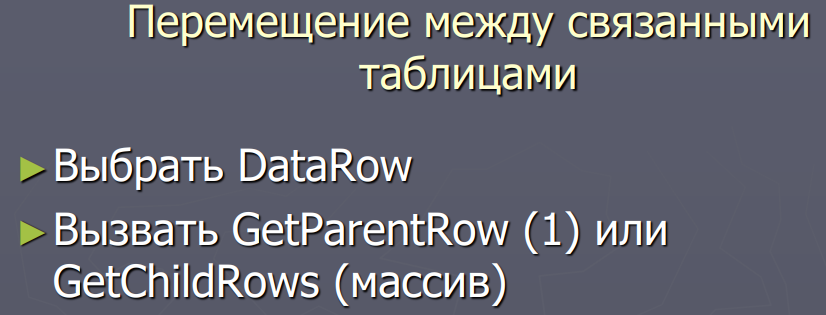 Перемещение между связанными
таблицами
►Выбрать DataRow
►Вызвать GetParentRow (1) или
GetChildRows (массив)